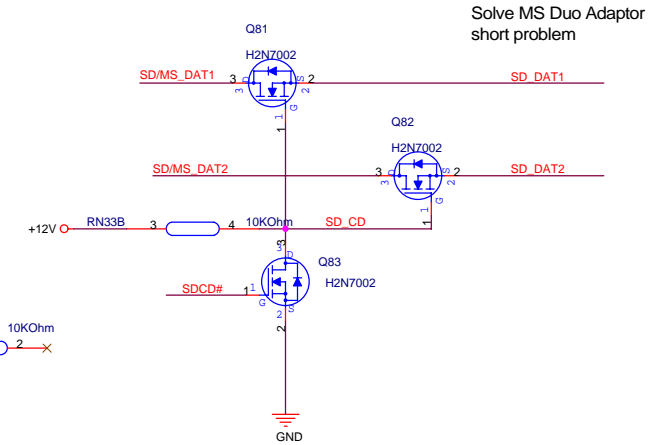 Solve MS Duo Adaptor
short problem
Q81
H2N7002
SD/MS_DAT1
3
3
D
S
2
2
SD_DAT1
1
G
1
Q82
H2N7002
SD/MS_DAT2
3
3
D
S
2
2
SD_DAT2
1
G
1
+12V
RN33B
3
4
10KOhm
SD_CD
3
3
D
Q83
H2N7002
SDCD#
1
1
G
2
S
2
10KOhm
2
GND